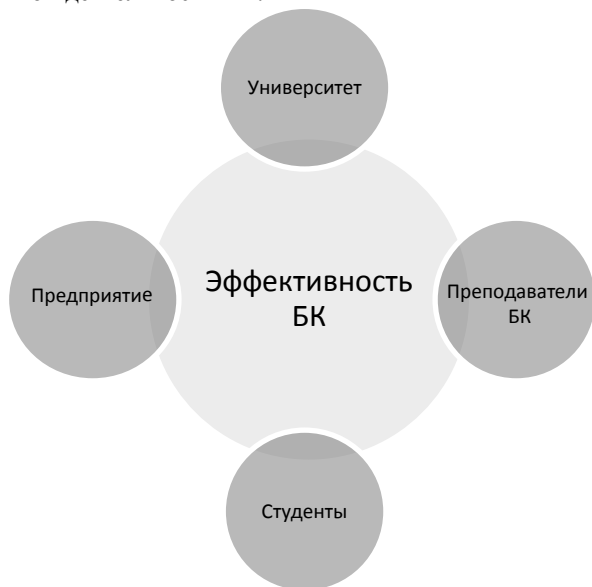 Университет
Предприятие
Эффективность
БК
Преподаватели
БК
Студенты